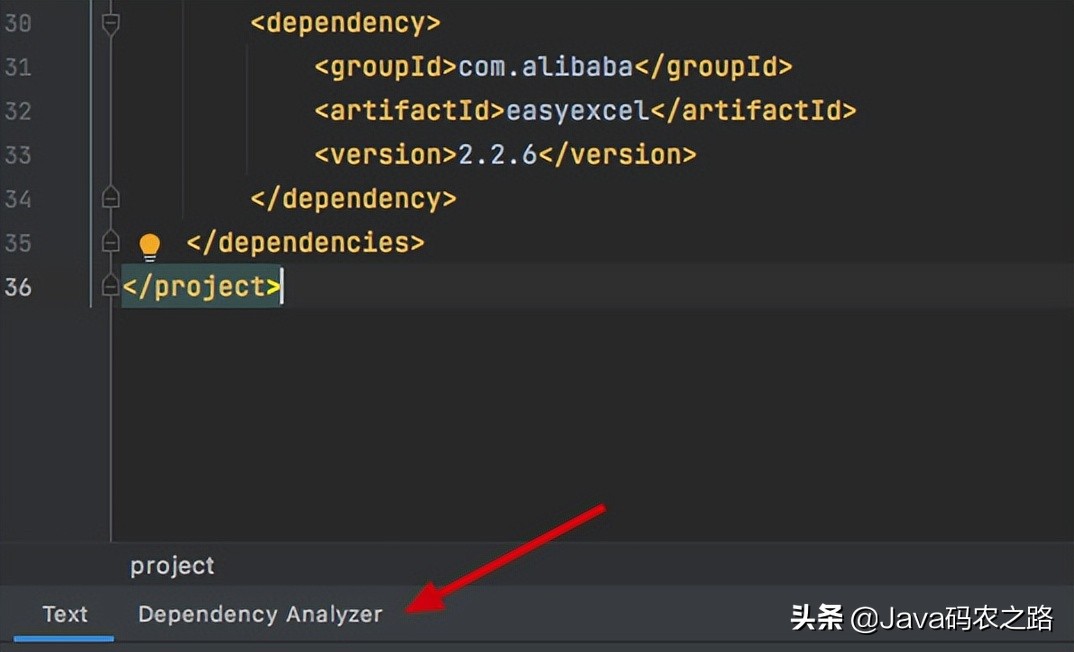 30 <dependency>
31 <groupId>com.alibaba</groupId>
32 <artifactId>easyexcel</artifactId>
33 <version>2.2.6</version>
34 </dependency>
35 </dependencies>
36 </project>
project
Text Dependency Analyzer
头条 @Java码农之路